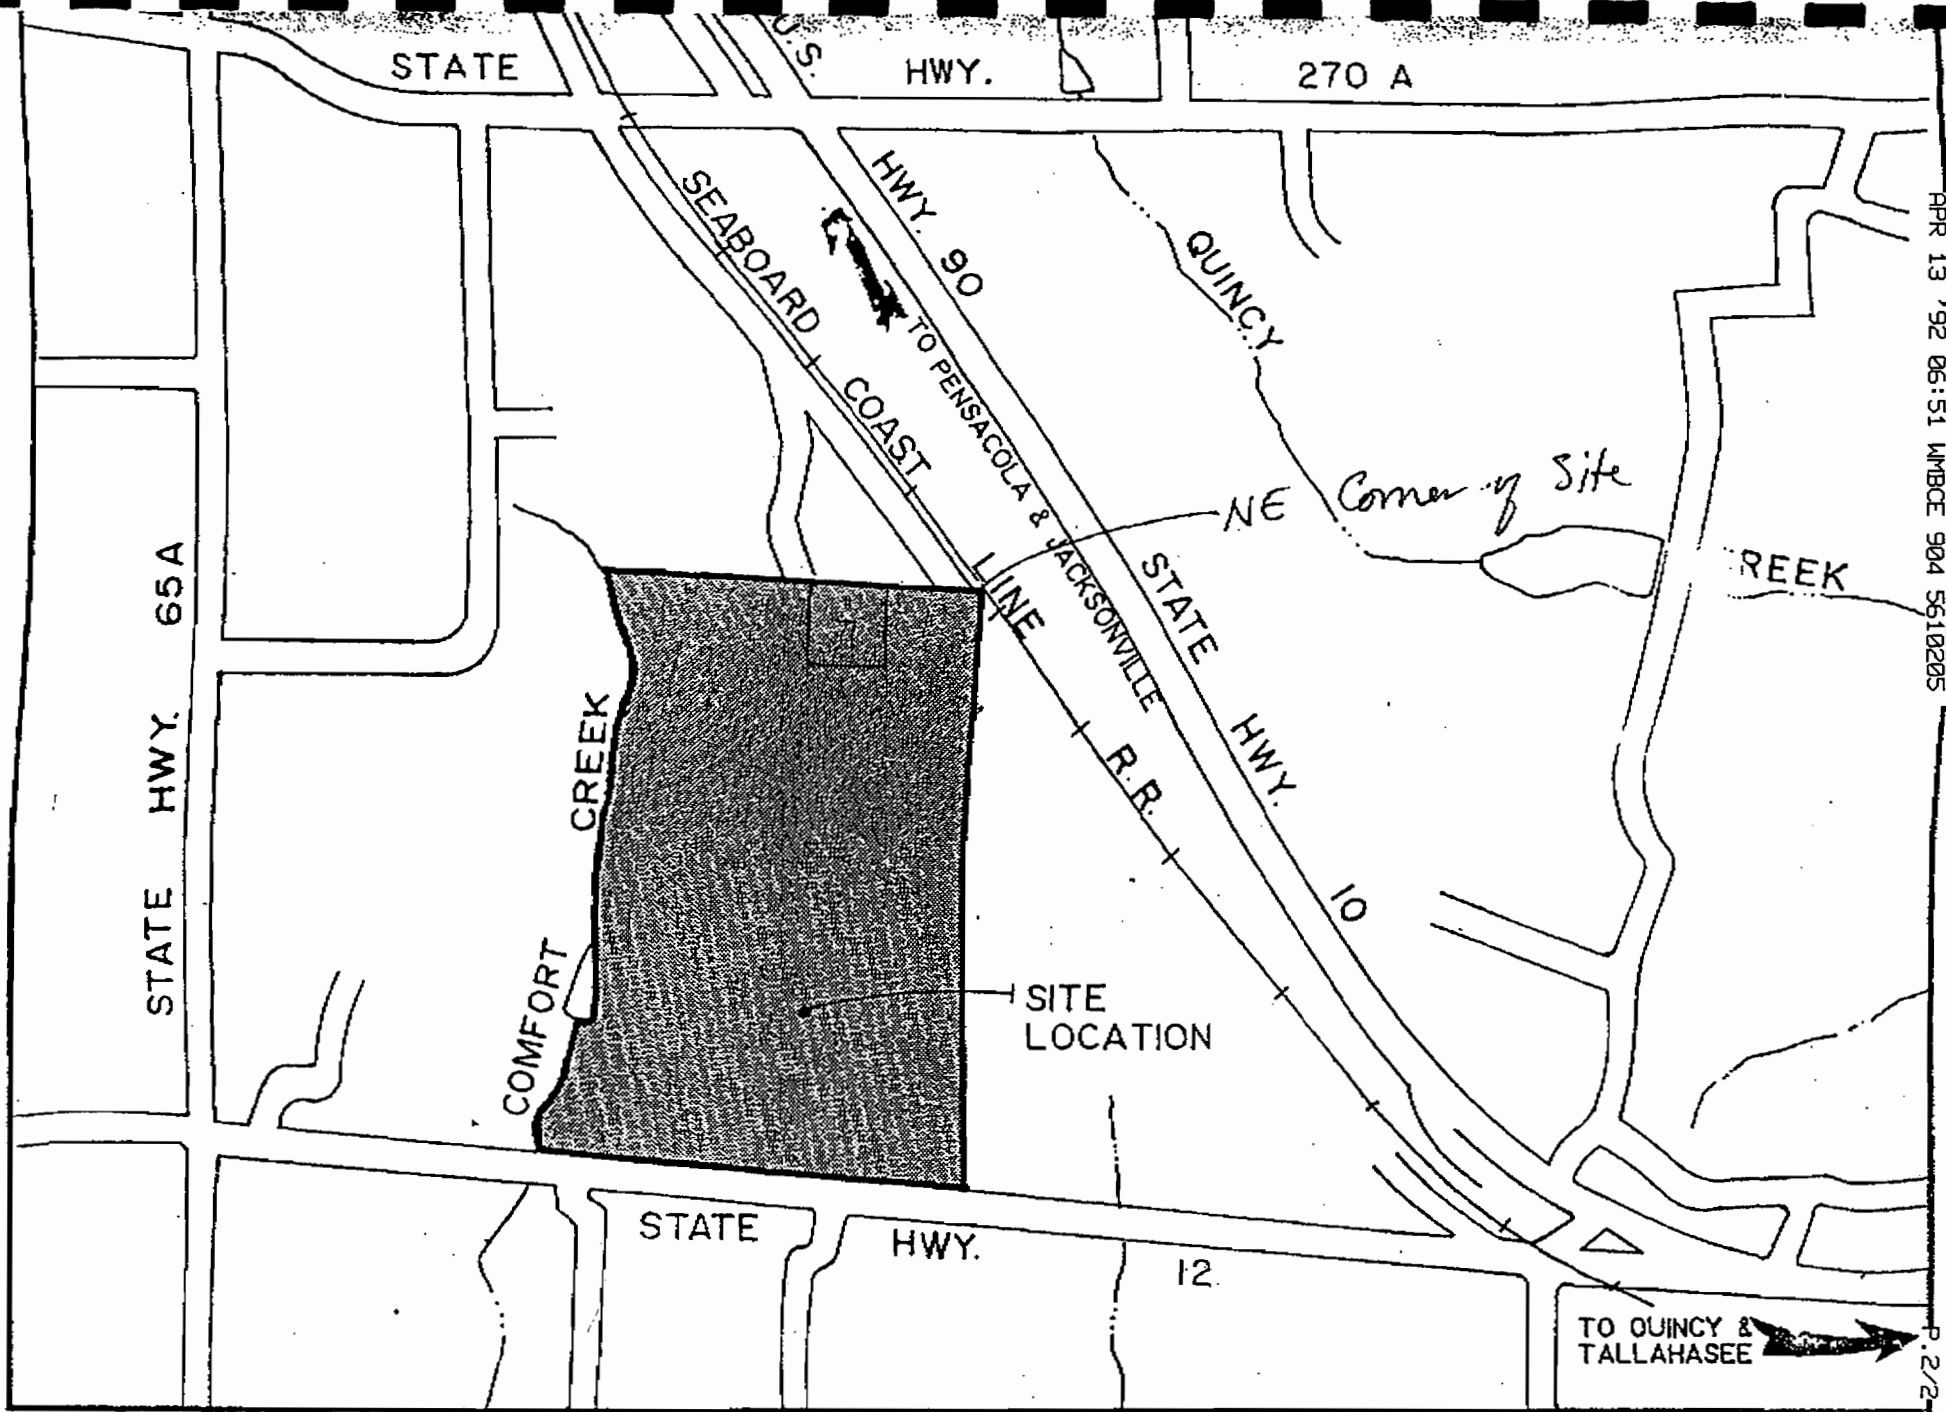 STATE
U.S.
HWY.
270 A
HWY. 90
SEABOARD
COAST
LINE
R.R.
TO PENSACOLA & JACKSONVILLE
QUINCY
REEK
NE Corner of Site
STATE
HWY.
10
STATE HWY. 65A
COMFORT
CREEK
SITE
LOCATION
STATE
HWY.
12
TO QUINCY &
TALLAHASEE
APR 13 '92 06:51 WMBCE 904 5610205
P.2/2